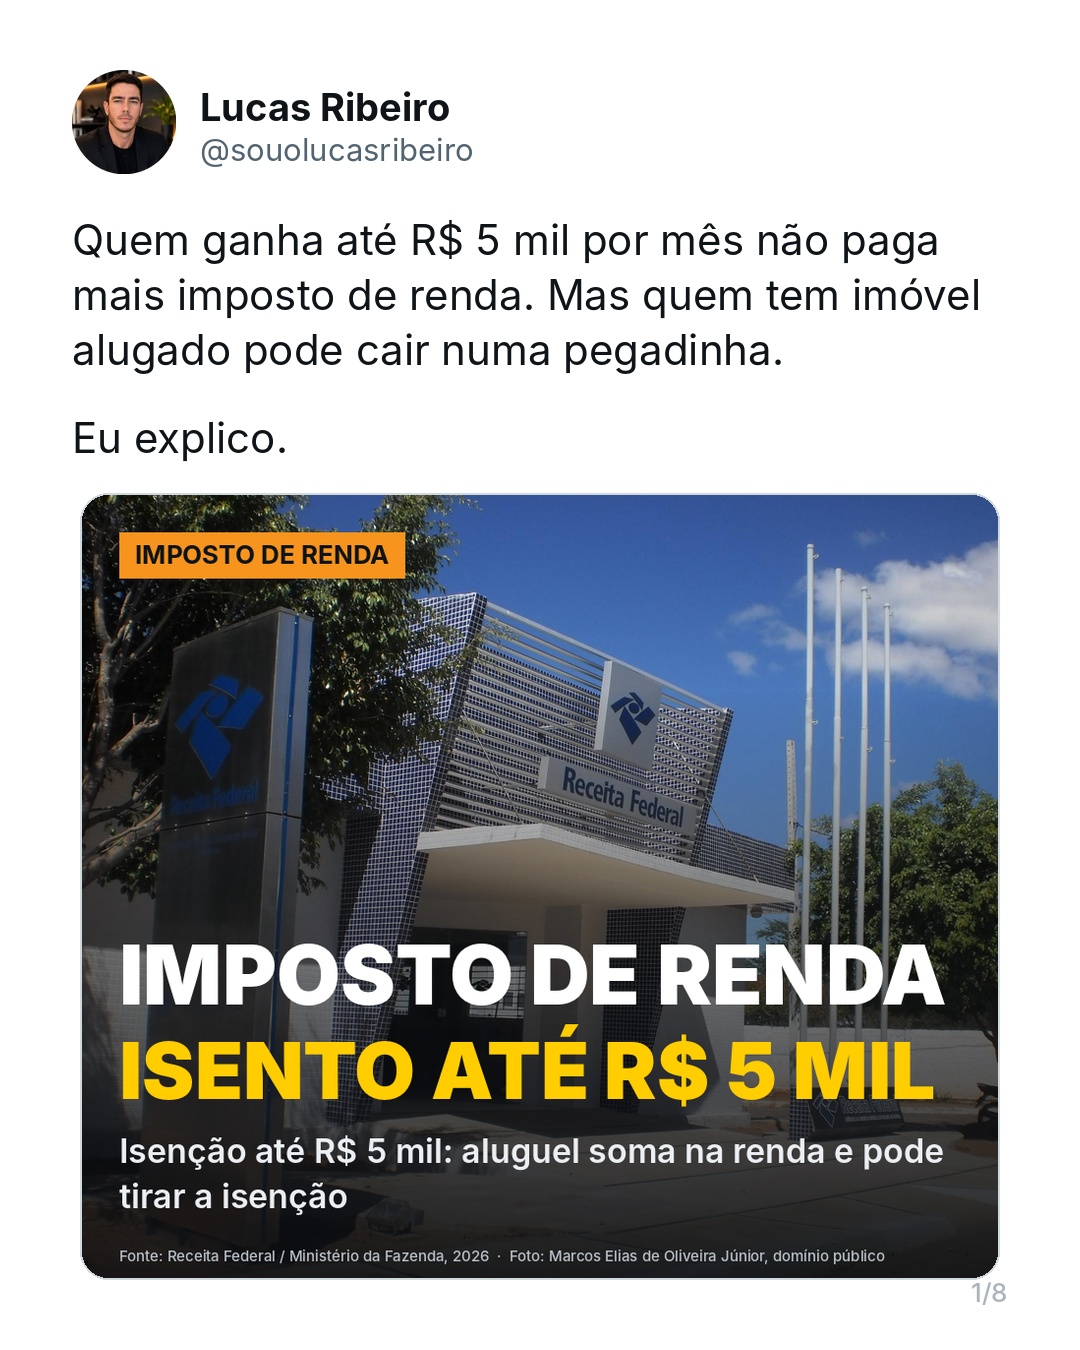 Lucas Ribeiro
@souolucasribeiro
Quem ganha até R$ 5 mil por mês não paga
mais imposto de renda. Mas quem tem imóvel
alugado pode cair numa pegadinha.
Eu explico.
IMPOSTO DE RENDA
Receita Federal
Receita Federal
IMPOSTO DE RENDA
ISENTO ATÉ R$ 5 MIL
Isenção até R$ 5 mil: aluguel soma na renda e pode
tirar a isenção
Fonte: Receita Federal / Ministério da Fazenda, 2026 · Foto: Marcos Elias de Oliveira Júnior, domínio público
1/8